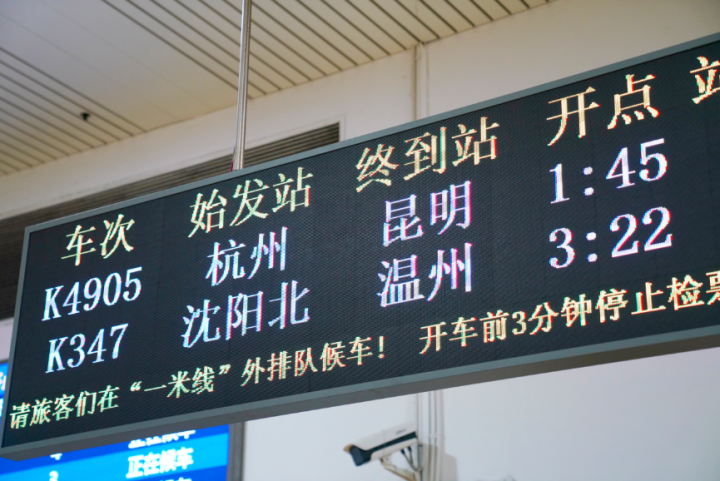 车次 始发站 终到站 开点 站
K4905 杭州 昆明 1:45
K347 沈阳北 温州 3:22
请旅客们在“一米线”外排队候车! 开车前3分钟停止检票
正在候车